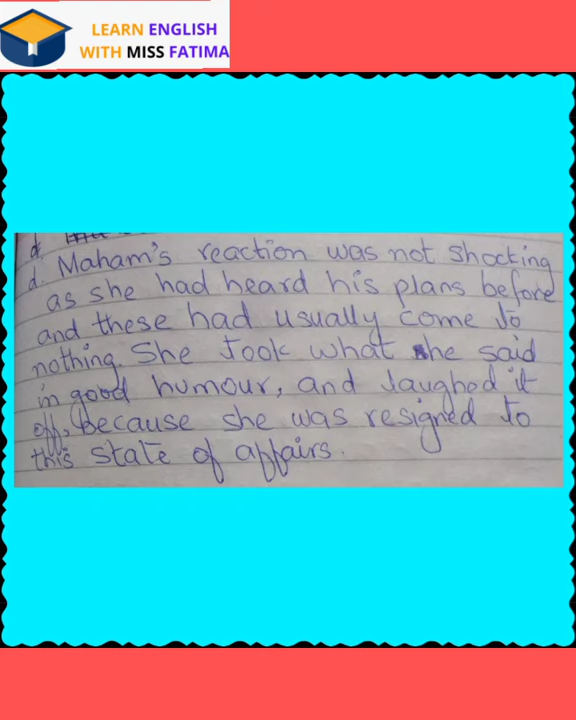 LEARN ENGLISH
WITH MISS FATIMA
d.
d. Maham's reaction was not shocking
as she had heard his plans before
and these had usually come to
nothing. She took what he said
in good humour, and laughed it
off, because she was resigned to
this state of affairs.